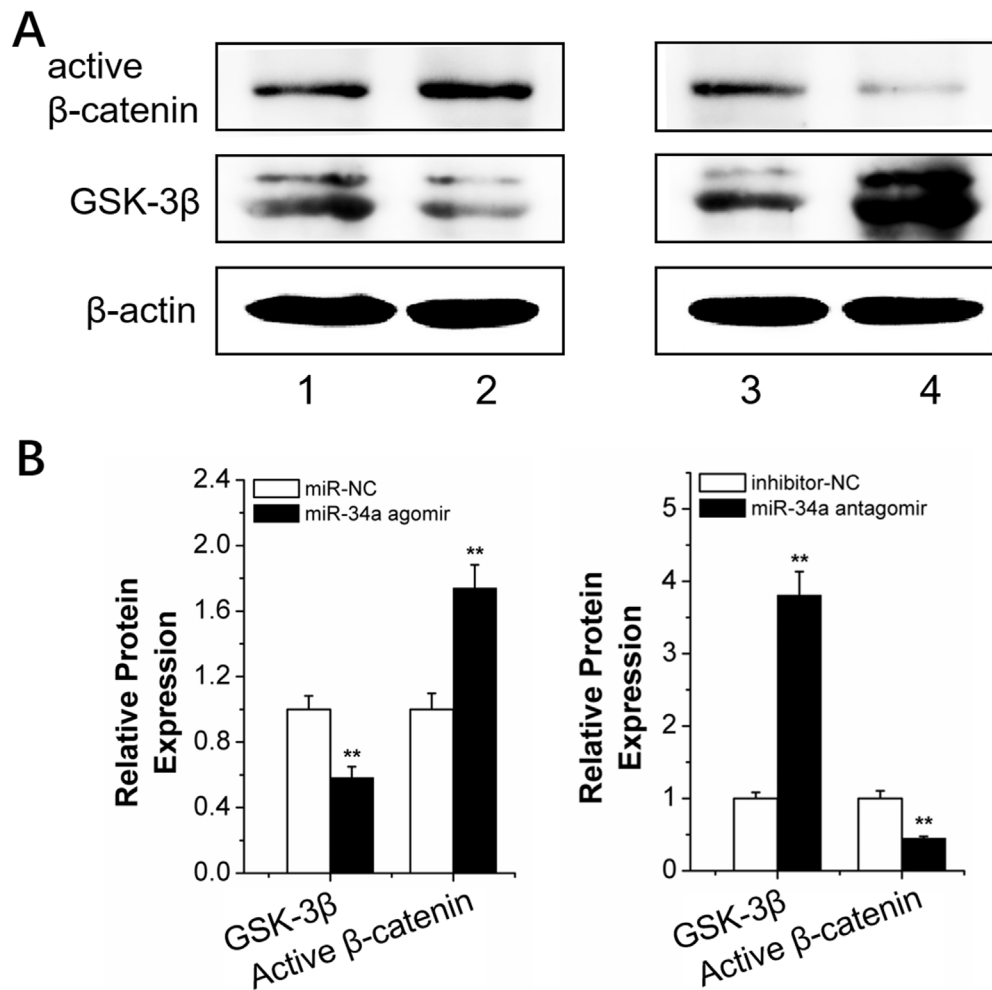 A
active
β-catenin
GSK-3β
β-actin
1 2 3 4
B
2.4
2.0
1.6
1.2
0.8
0.4
0.0
Relative Protein
Expression
miR-NC
miR-34a agomir
**
**
GSK-3β
Active β-catenin
5
4
3
2
1
0
Relative Protein
Expression
inhibitor-NC
miR-34a antagomir
**
**
GSK-3β
Active β-catenin